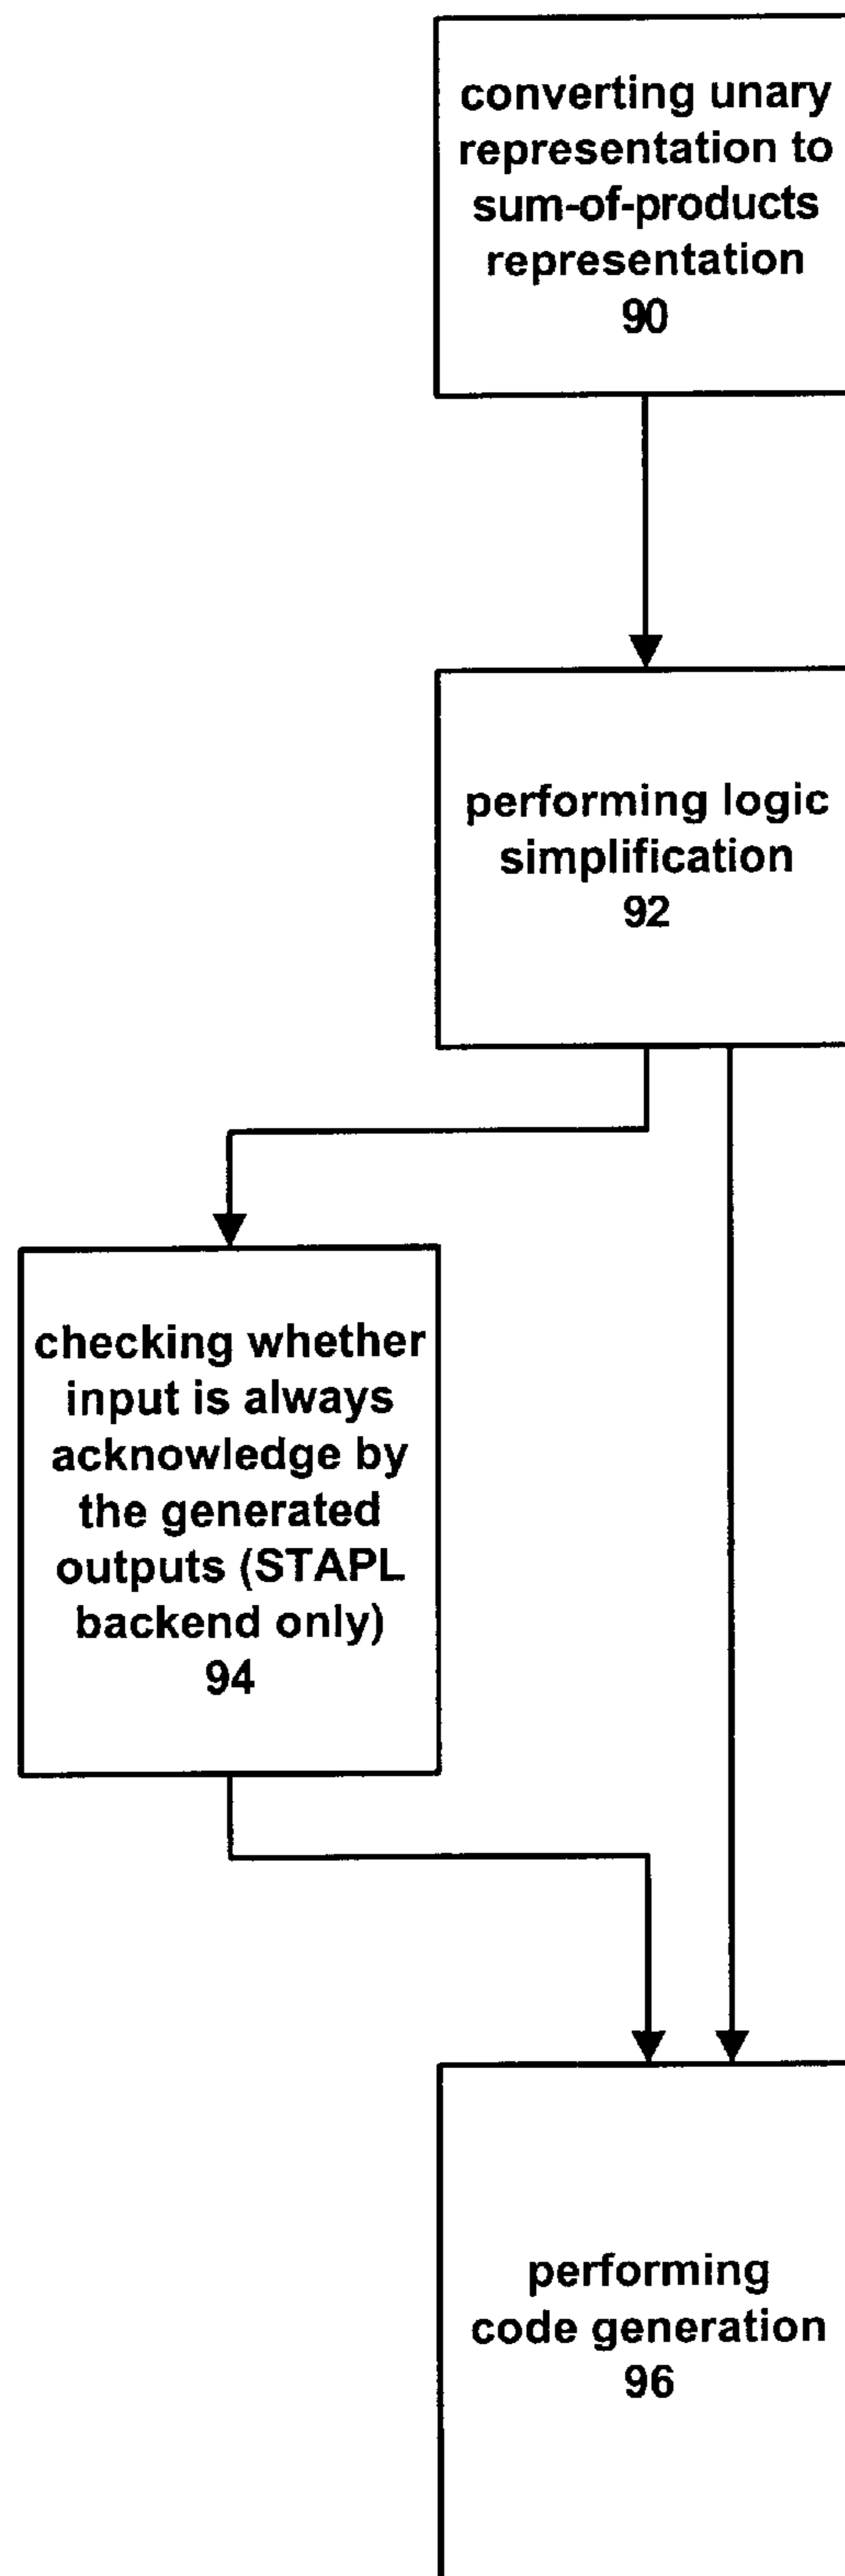 converting unary
representation to
sum-of-products
representation
90
performing logic
simplification
92
checking whether
input is always
acknowledge by
the generated
outputs (STAPL
backend only)
94
performing
code generation
96